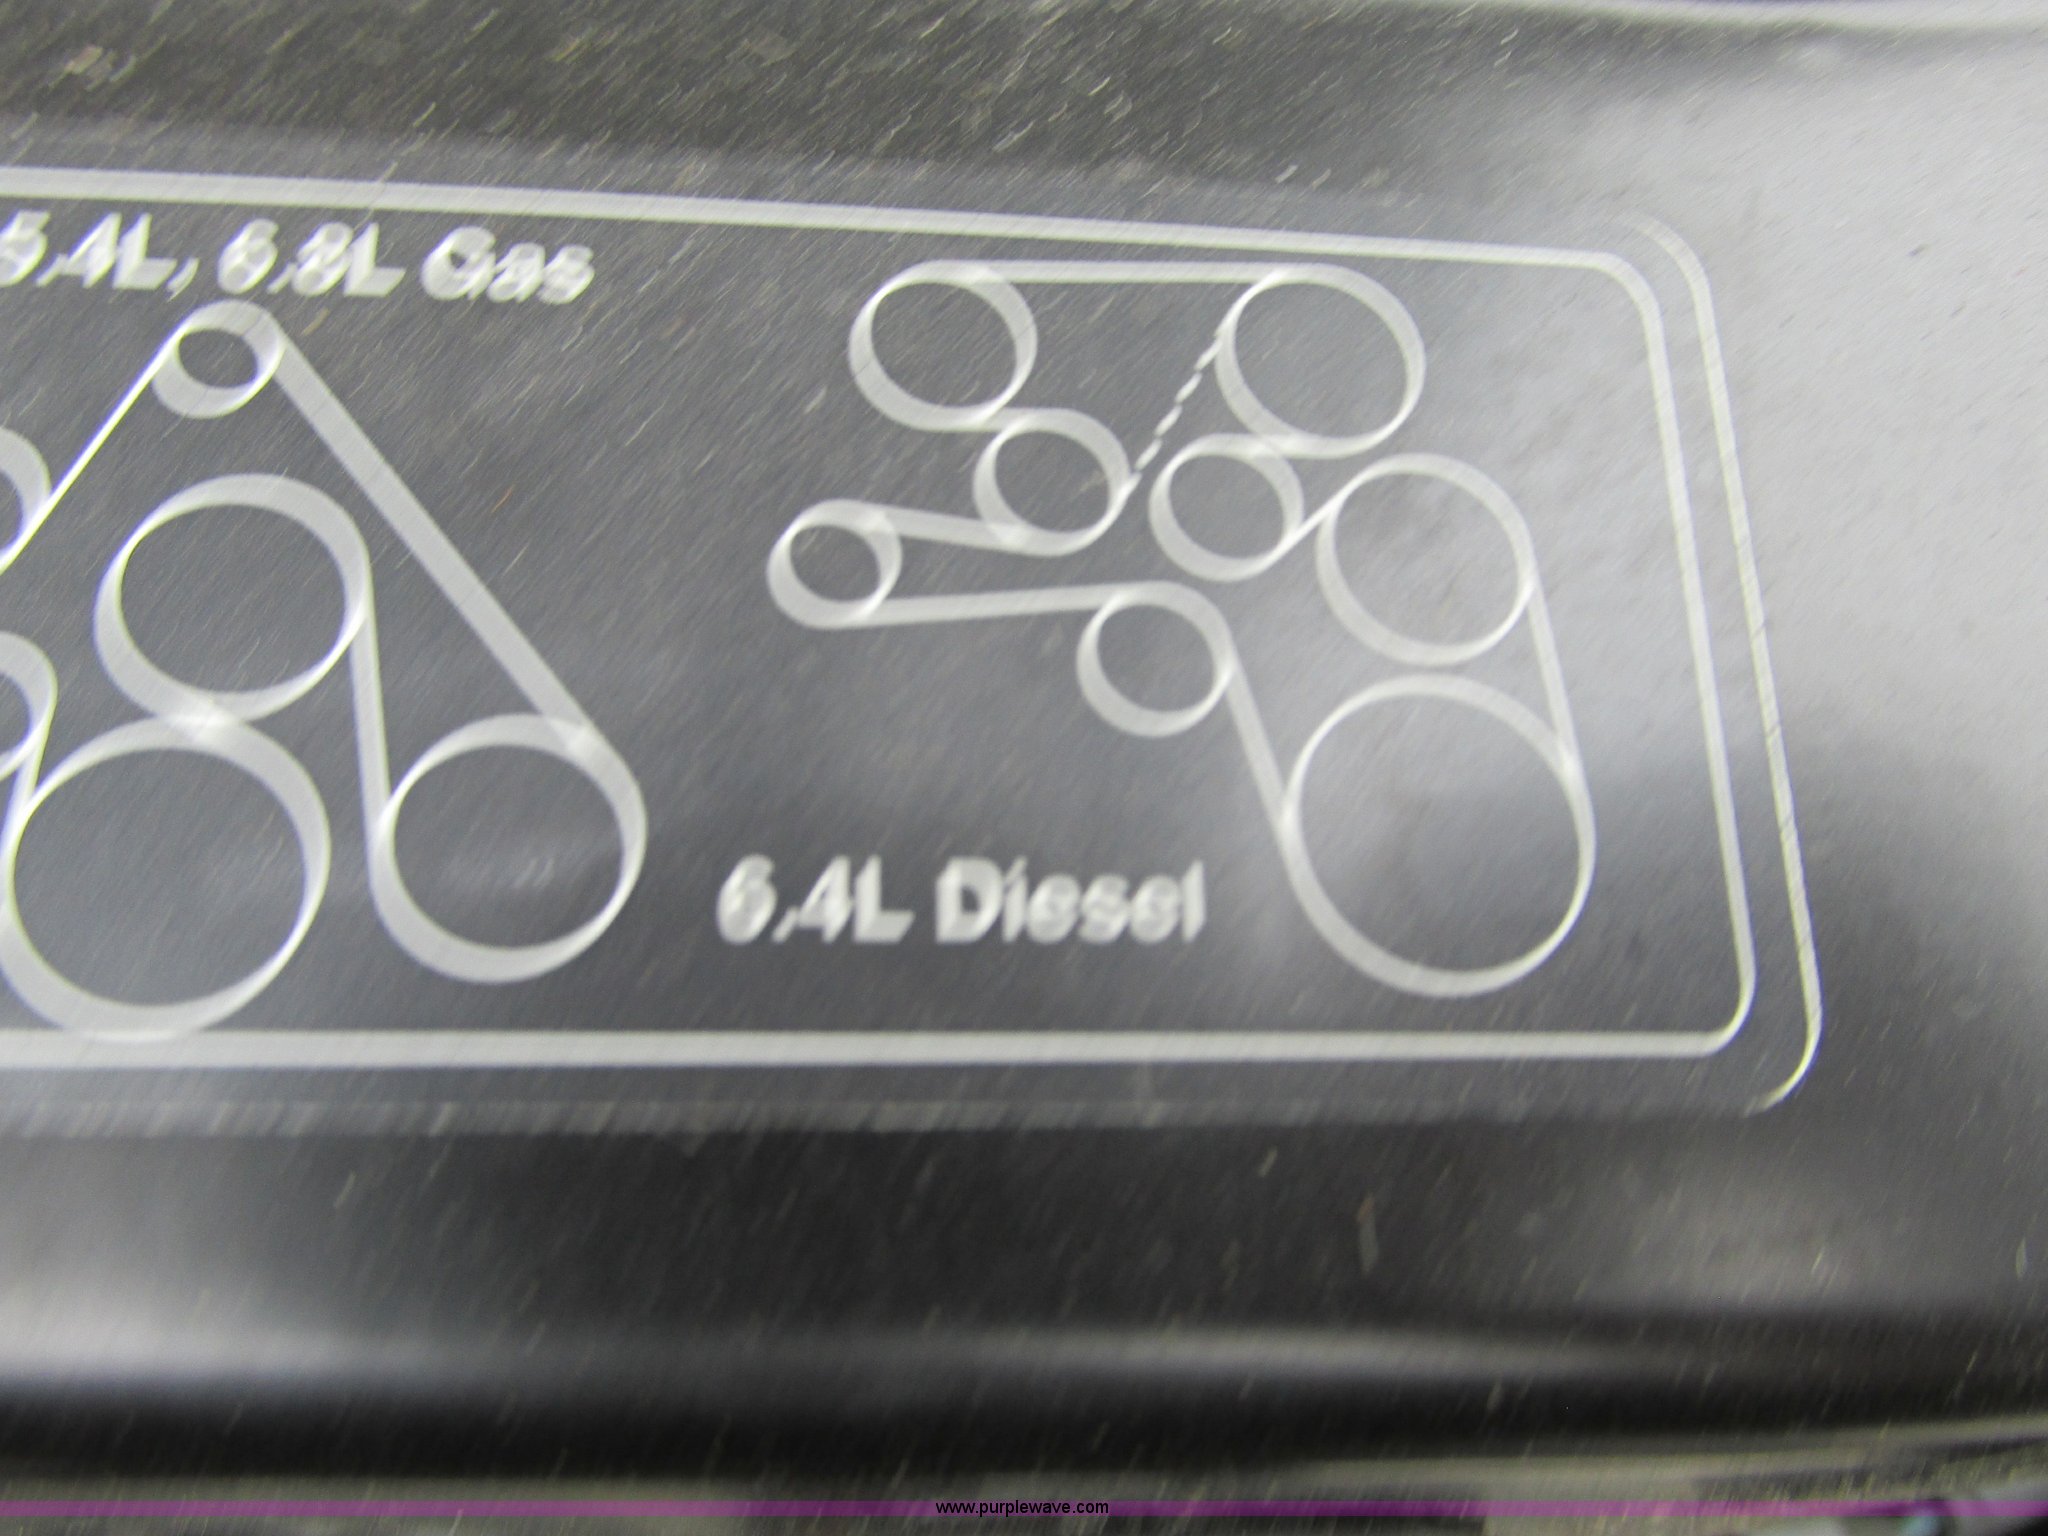 5.4L, 6.8L Gas
6.4L Diesel
www.purplewave.com